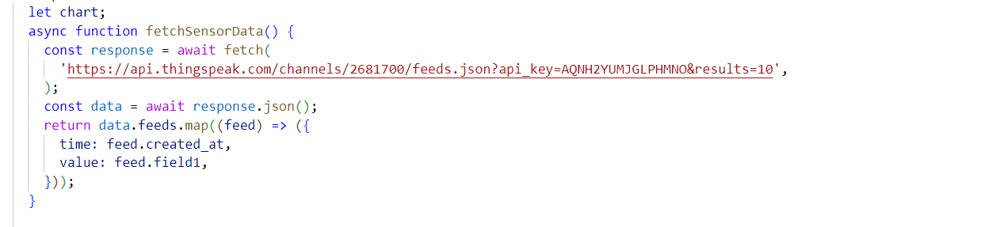 let chart;
async function fetchSensorData() {
  const response = await fetch(
    'https://api.thingspeak.com/channels/2681700/feeds.json?api_key=AQNH2YUMJGLPHMNO&results=10',
  );
  const data = await response.json();
  return data.feeds.map((feed) => ({
    time: feed.created_at,
    value: feed.field1,
  }));
}